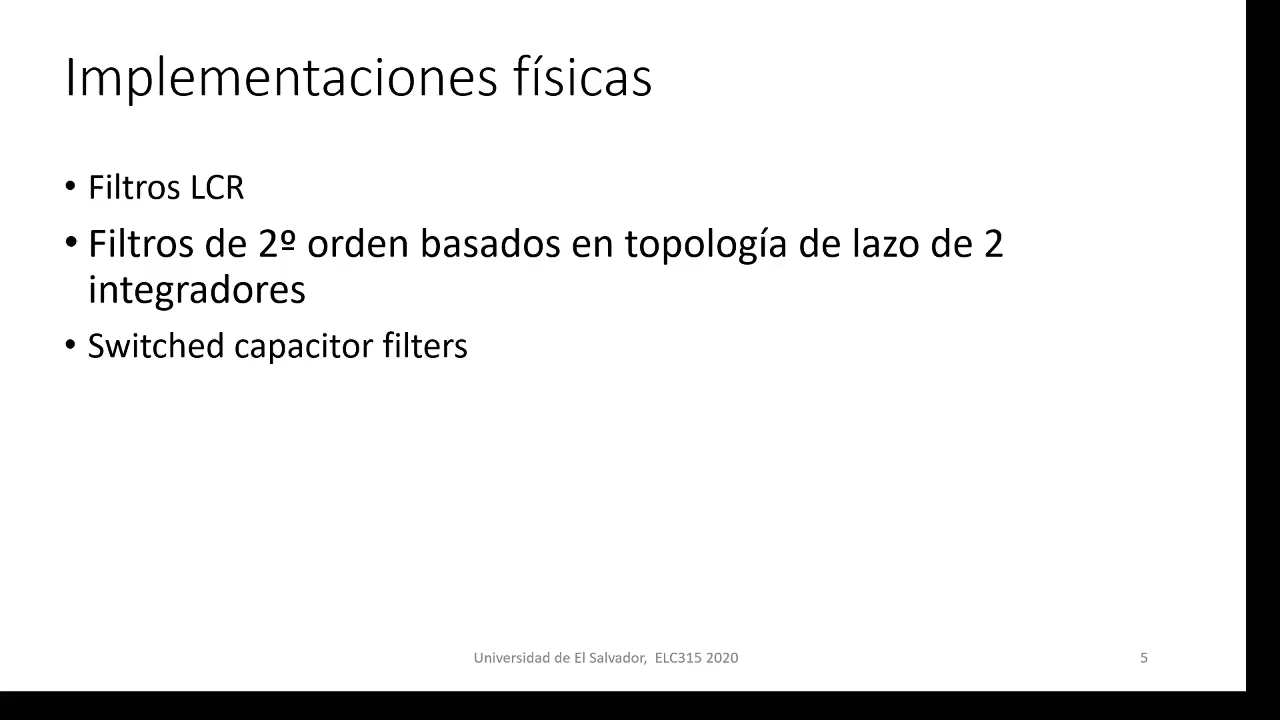 Implementaciones físicas
• Filtros LCR
• Filtros de 2º orden basados en topología de lazo de 2
integradores
• Switched capacitor filters
Universidad de El Salvador, ELC315 2020
5